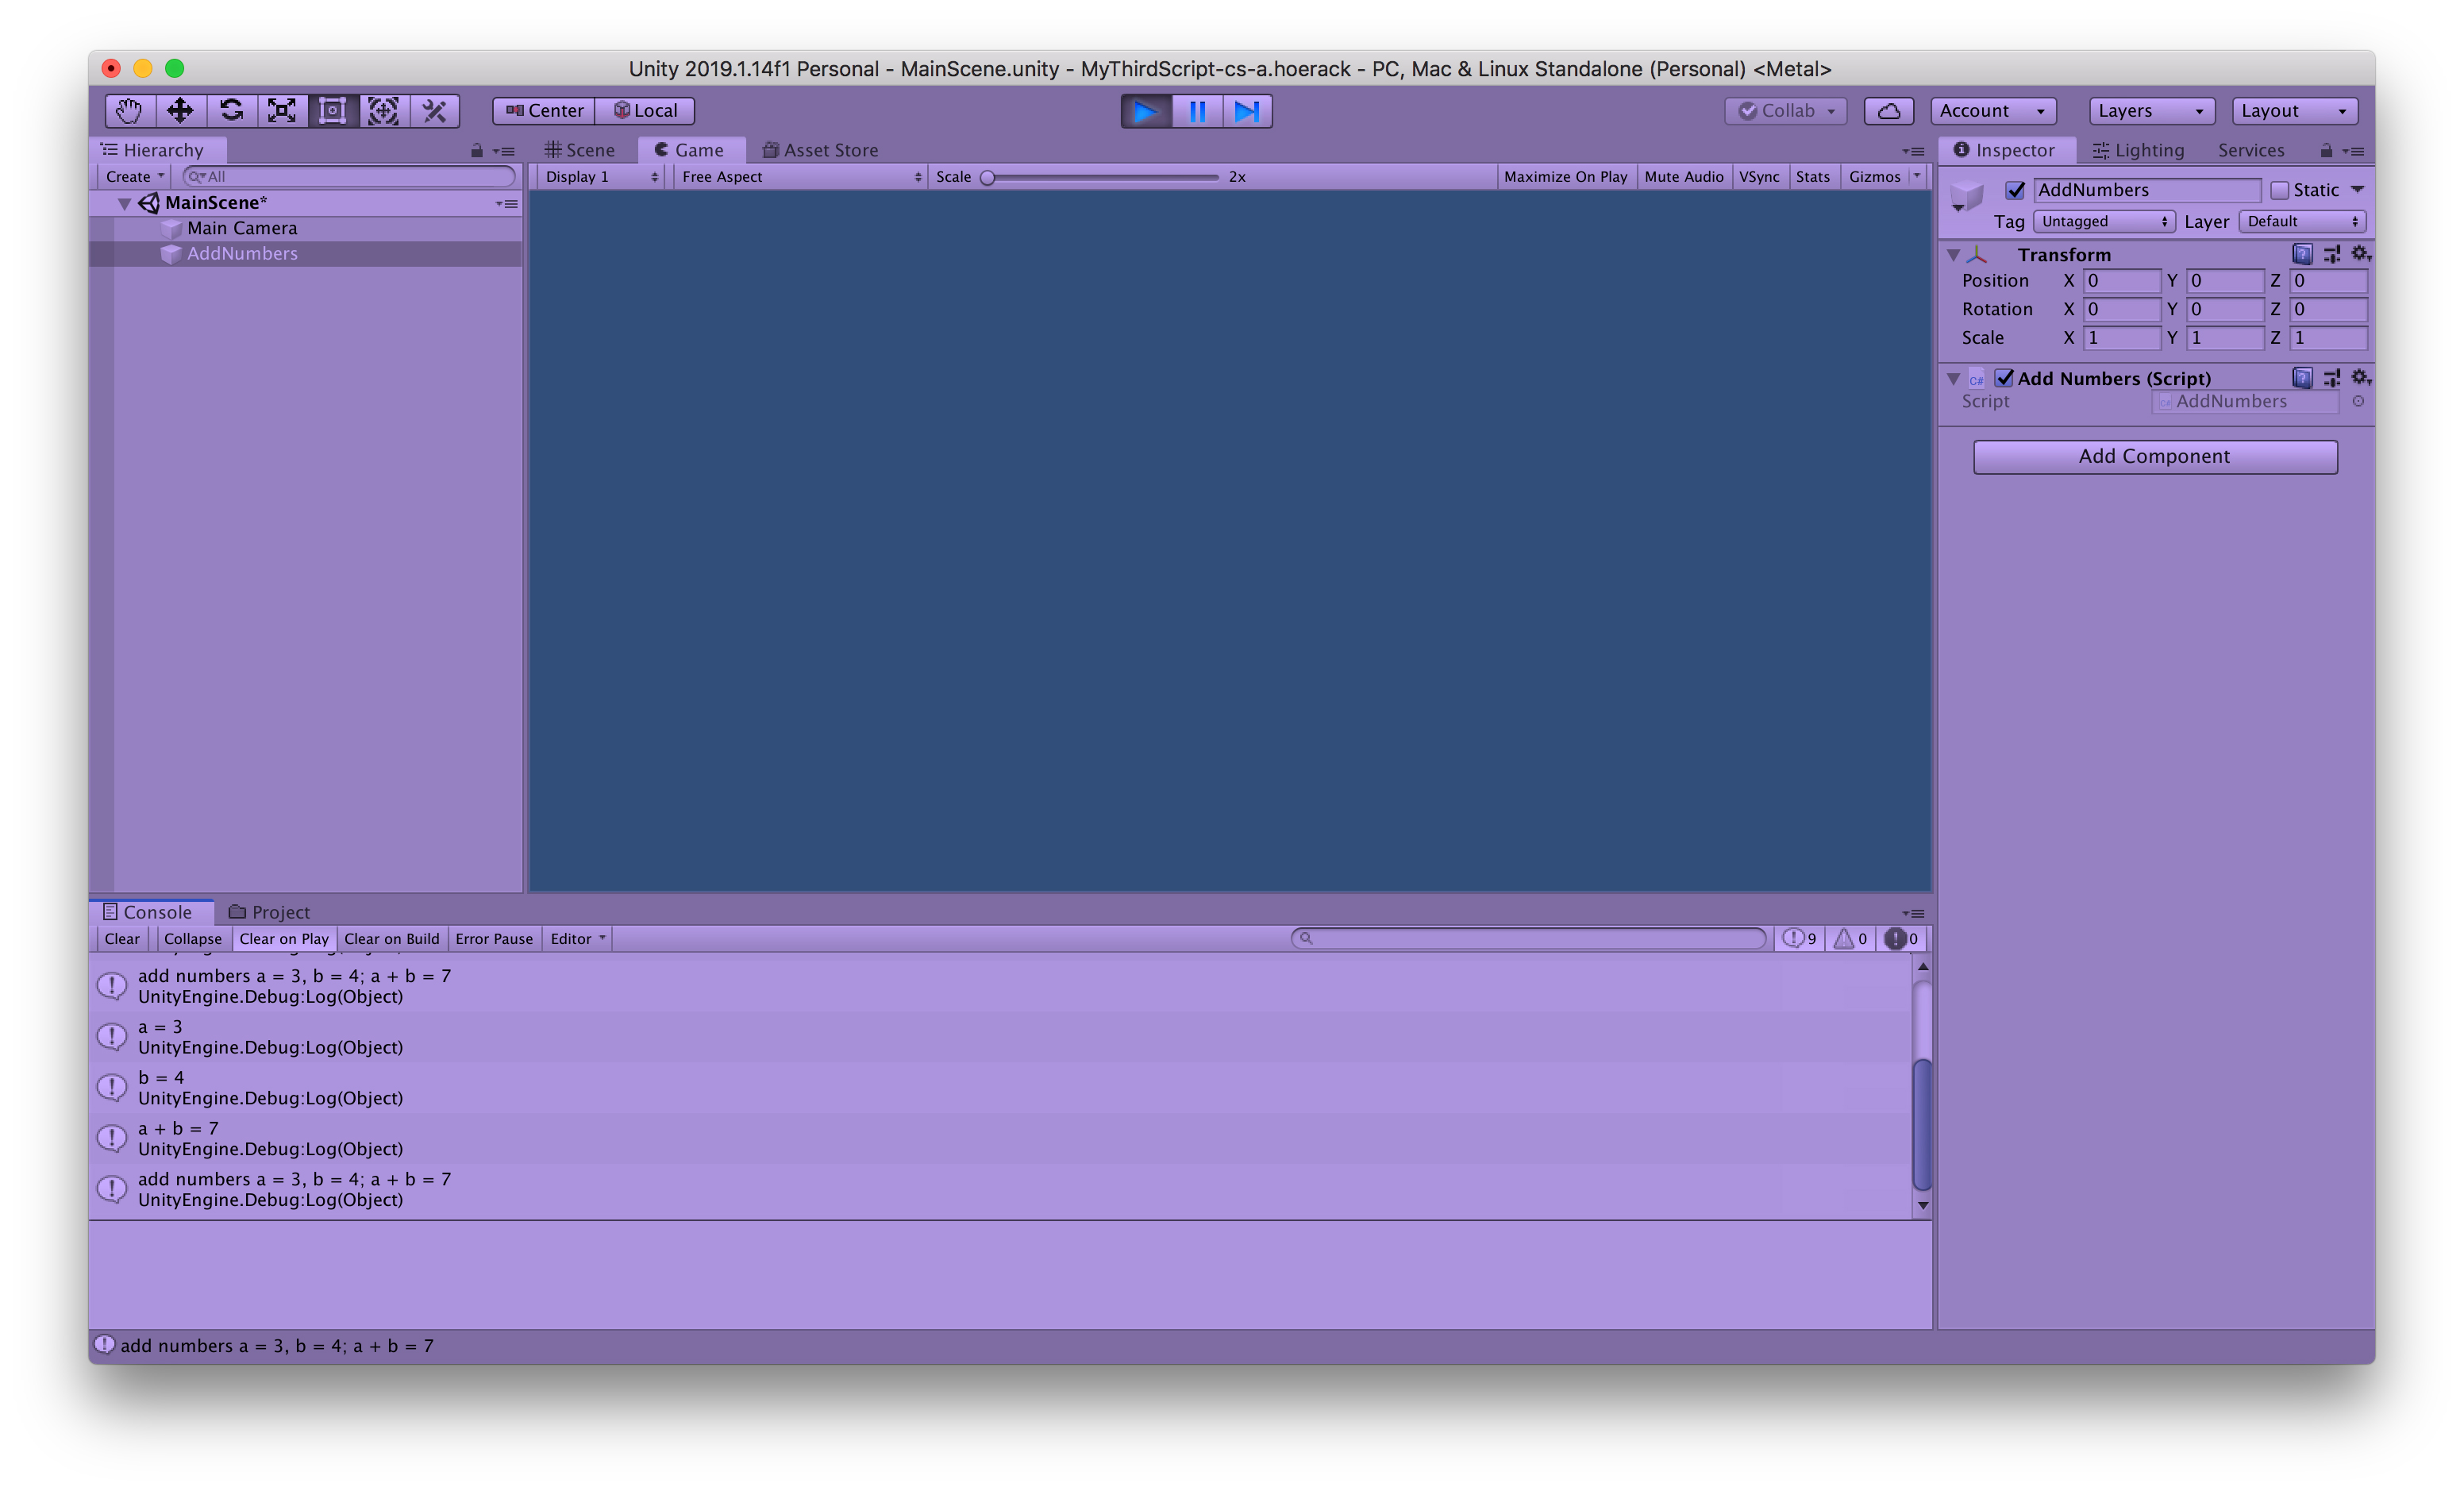 Unity 2019.1.14f1 Personal - MainScene.unity - MyThirdScript-cs-a.hoerack - PC, Mac & Linux Standalone (Personal) <Metal>
Center Local Collab Account Layers Layout
Hierarchy
Create All
MainScene*
Main Camera
AddNumbers
Scene Game Asset Store
Display 1 Free Aspect Scale 2x Maximize On Play Mute Audio VSync Stats Gizmos
Inspector Lighting Services
AddNumbers Static
Tag Untagged Layer Default
Transform
Position X 0 Y 0 Z 0
Rotation X 0 Y 0 Z 0
Scale X 1 Y 1 Z 1
C# Add Numbers (Script)
Script AddNumbers
Add Component
Console Project
Clear Collapse Clear on Play Clear on Build Error Pause Editor 9 0 0
add numbers a = 3, b = 4; a + b = 7
UnityEngine.Debug:Log(Object)
a = 3
UnityEngine.Debug:Log(Object)
b = 4
UnityEngine.Debug:Log(Object)
a + b = 7
UnityEngine.Debug:Log(Object)
add numbers a = 3, b = 4; a + b = 7
UnityEngine.Debug:Log(Object)
add numbers a = 3, b = 4; a + b = 7